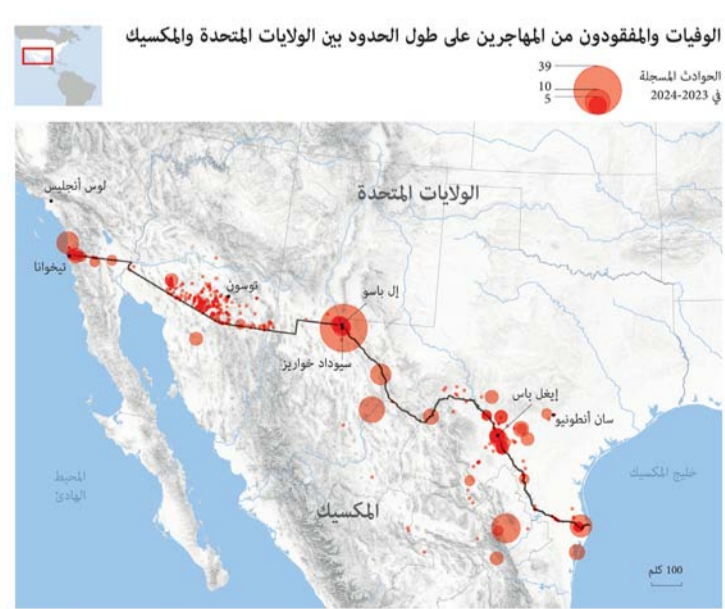 الوفيات والمفقودون من المهاجرين على طول الحدود بين الولايات المتحدة والمكسيك
الحوادث المسجلة
في 2023-2024
39
10
5
لوس أنجليس
الولايات المتحدة
تيخوانا
توسون
إل باسو
سيوداد خواريز
إيغل باس
سان أنطونيو
المحيط
الهادئ
خليج المكسيك
المكسيك
100 كلم